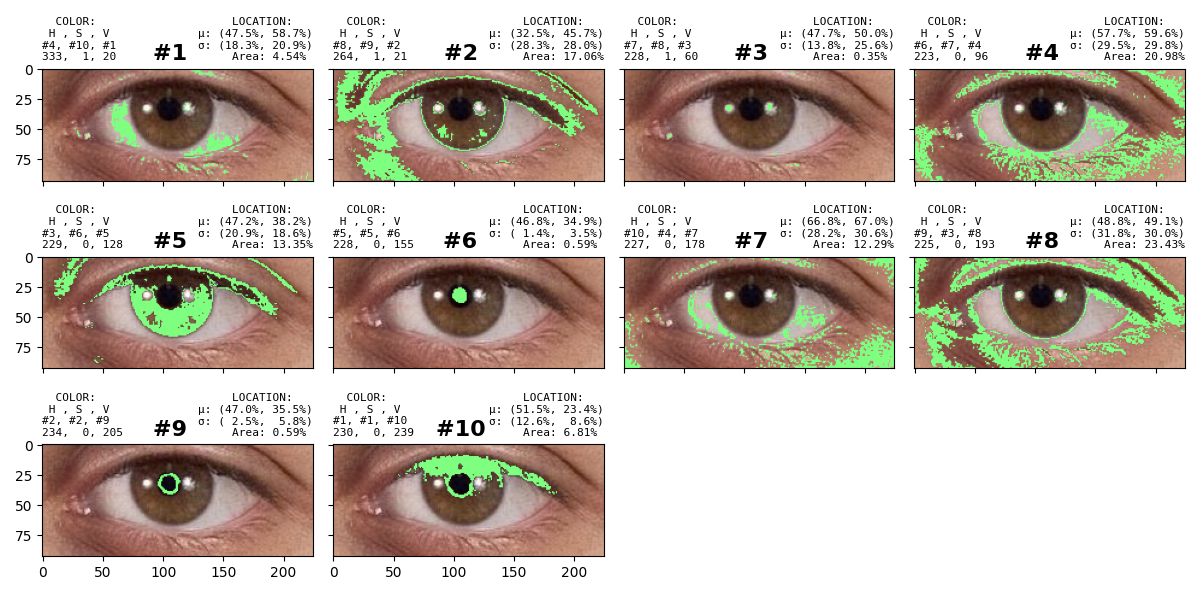 COLOR: LOCATION:
H , S , V μ: (47.5%, 58.7%)
#4, #10, #1 σ: (18.3%, 20.9%)
333, 1, 20 #1 Area: 4.54%
COLOR: LOCATION:
H , S , V μ: (32.5%, 45.7%)
#8, #9, #2 σ: (28.3%, 28.0%)
264, 1, 21 #2 Area: 17.06%
COLOR: LOCATION:
H , S , V μ: (47.7%, 50.0%)
#7, #8, #3 σ: (13.8%, 25.6%)
228, 1, 60 #3 Area: 0.35%
COLOR: LOCATION:
H , S , V μ: (57.7%, 59.6%)
#6, #7, #4 σ: (29.5%, 29.8%)
223, 0, 96 #4 Area: 20.98%
0
25
50
75
COLOR: LOCATION:
H , S , V μ: (47.2%, 38.2%)
#3, #6, #5 σ: (20.9%, 18.6%)
229, 0, 128 #5 Area: 13.35%
COLOR: LOCATION:
H , S , V μ: (46.8%, 34.9%)
#5, #5, #6 σ: ( 1.4%, 3.5%)
228, 0, 155 #6 Area: 0.59%
COLOR: LOCATION:
H , S , V μ: (66.8%, 67.0%)
#10, #4, #7 σ: (28.2%, 30.6%)
227, 0, 178 #7 Area: 12.29%
COLOR: LOCATION:
H , S , V μ: (48.8%, 49.1%)
#9, #3, #8 σ: (31.8%, 30.0%)
225, 0, 193 #8 Area: 23.43%
0
25
50
75
COLOR: LOCATION:
H , S , V μ: (47.0%, 35.5%)
#2, #2, #9 σ: ( 2.5%, 5.8%)
234, 0, 205 #9 Area: 0.59%
COLOR: LOCATION:
H , S , V μ: (51.5%, 23.4%)
#1, #1, #10 σ: (12.6%, 8.6%)
230, 0, 239 #10 Area: 6.81%
0
25
50
75
0 50 100 150 200
0 50 100 150 200